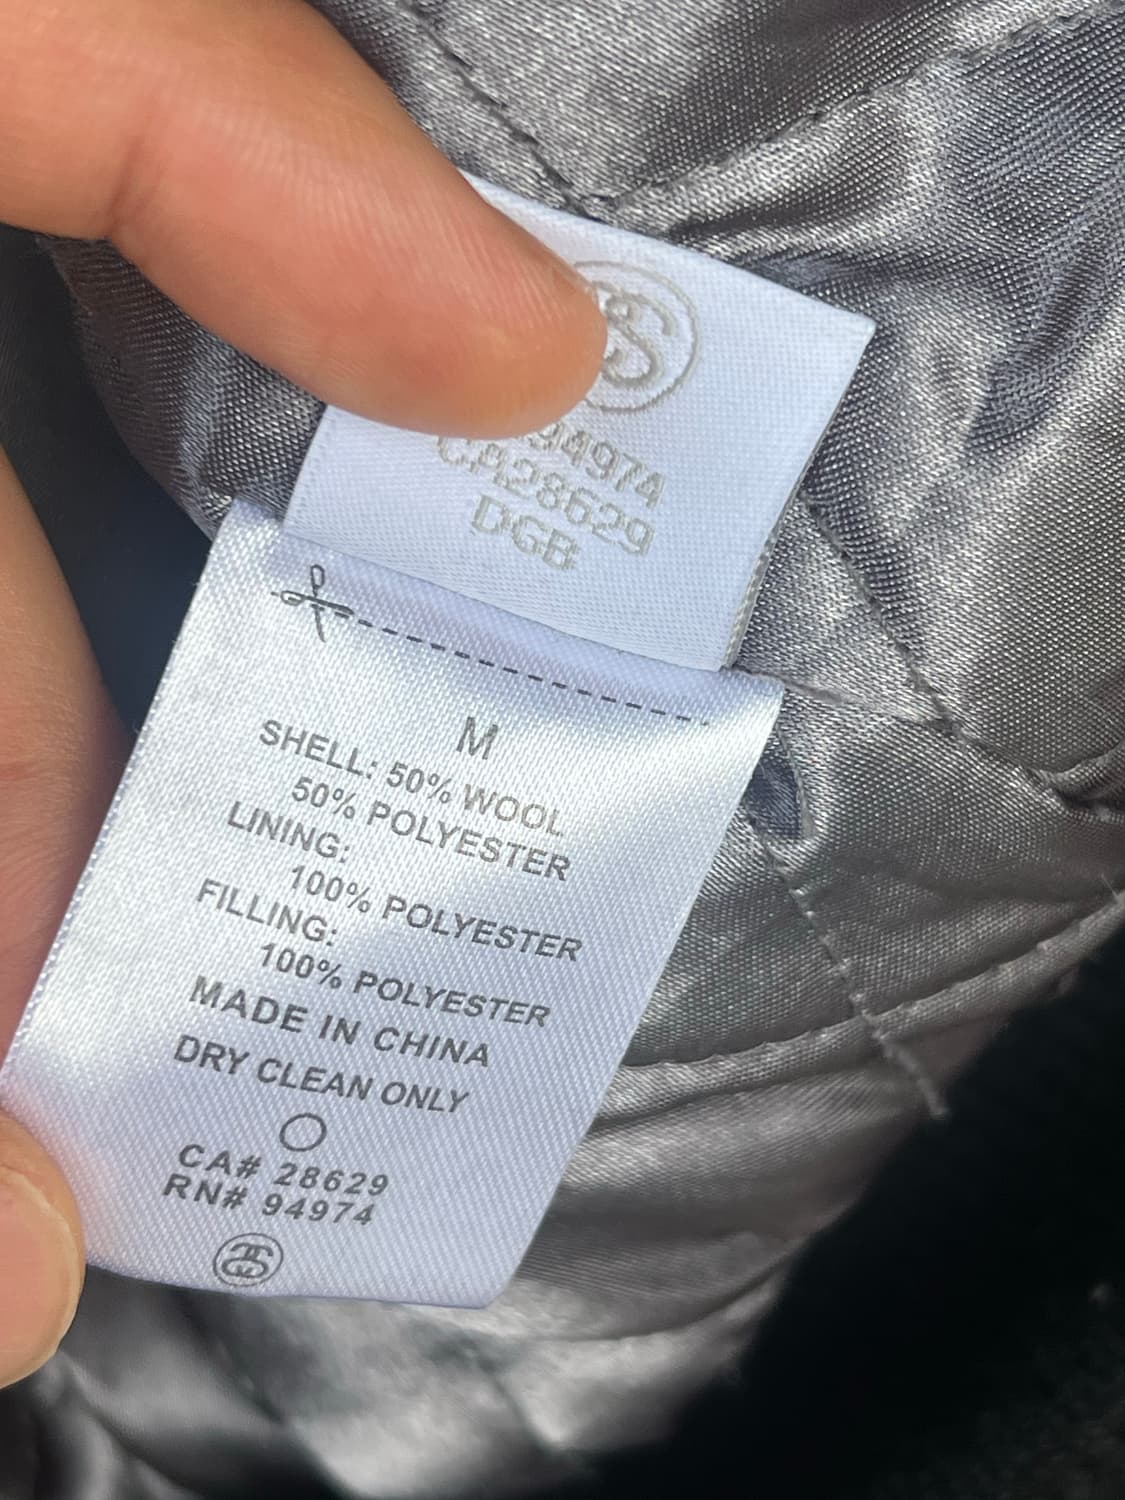 94974
CA28629
DGB
M
SHELL: 50% WOOL
50% POLYESTER
LINING:
100% POLYESTER
FILLING:
100% POLYESTER
MADE IN CHINA
DRY CLEAN ONLY
CA# 28629
RN# 94974